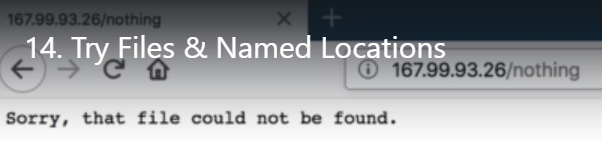 167.99.93.26/nothing
14. Try Files & Named Locations
167.99.93.26/nothing
Sorry, that file could not be found.